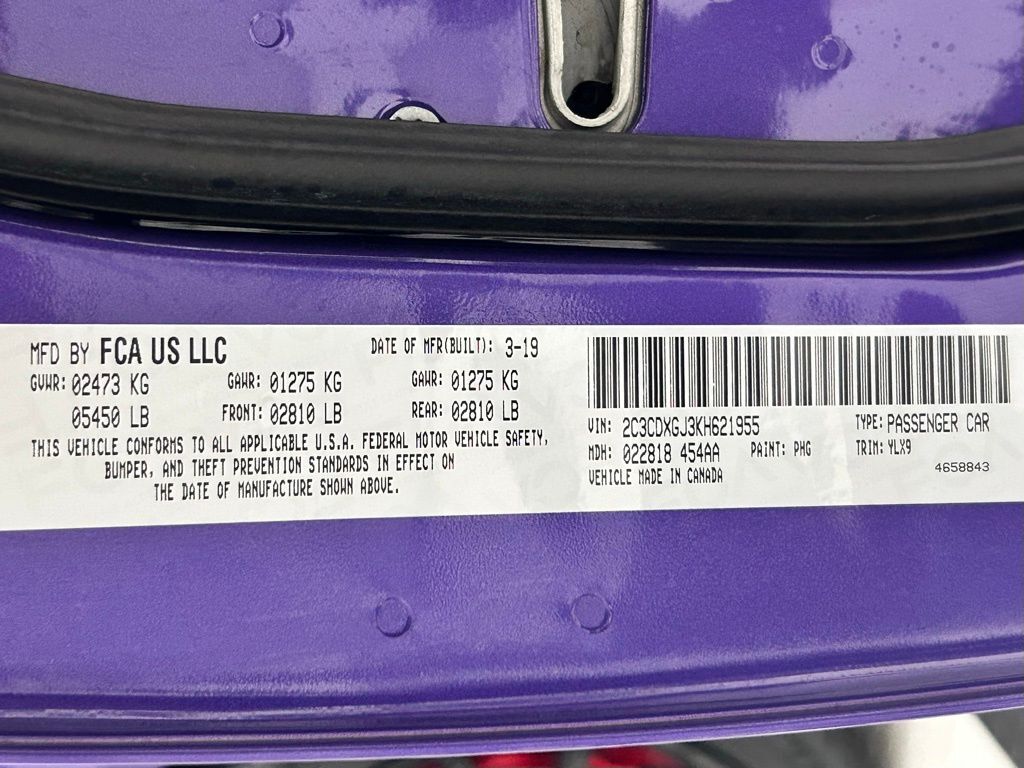 MFD BY FCA US LLC DATE OF MFR(BUILT): 3-19
GVWR: 02473 KG GAWR: 01275 KG GAWR: 01275 KG
05450 LB FRONT: 02810 LB REAR: 02810 LB
THIS VEHICLE CONFORMS TO ALL APPLICABLE U.S.A. FEDERAL MOTOR VEHICLE SAFETY,
BUMPER, AND THEFT PREVENTION STANDARDS IN EFFECT ON
THE DATE OF MANUFACTURE SHOWN ABOVE.
VIN: 2C3CDXGJ3KH621955 TYPE: PASSENGER CAR
MDH: 022818 454AA PAINT: PHG TRIM: YLX9
VEHICLE MADE IN CANADA 4658843